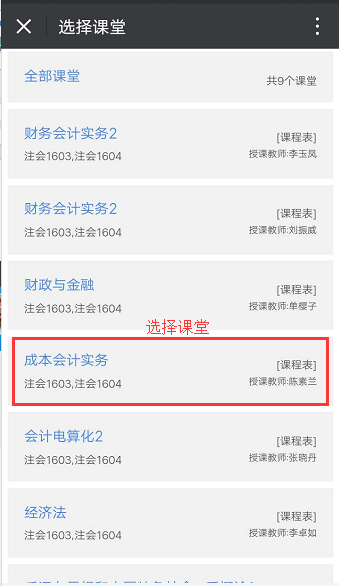 选择课堂
全部课堂
共9个课堂
财务会计实务2
[课程表]
注会1603,注会1604
授课教师:李玉凤
财务会计实务2
[课程表]
注会1603,注会1604
授课教师:刘振威
财政与金融
[课程表]
注会1603,注会1604
授课教师:单樱子
选择课堂
成本会计实务
[课程表]
注会1603,注会1604
授课教师:陈素兰
会计电算化2
[课程表]
注会1603,注会1604
授课教师:张晓丹
经济法
[课程表]
注会1603,注会1604
授课教师:李卓如